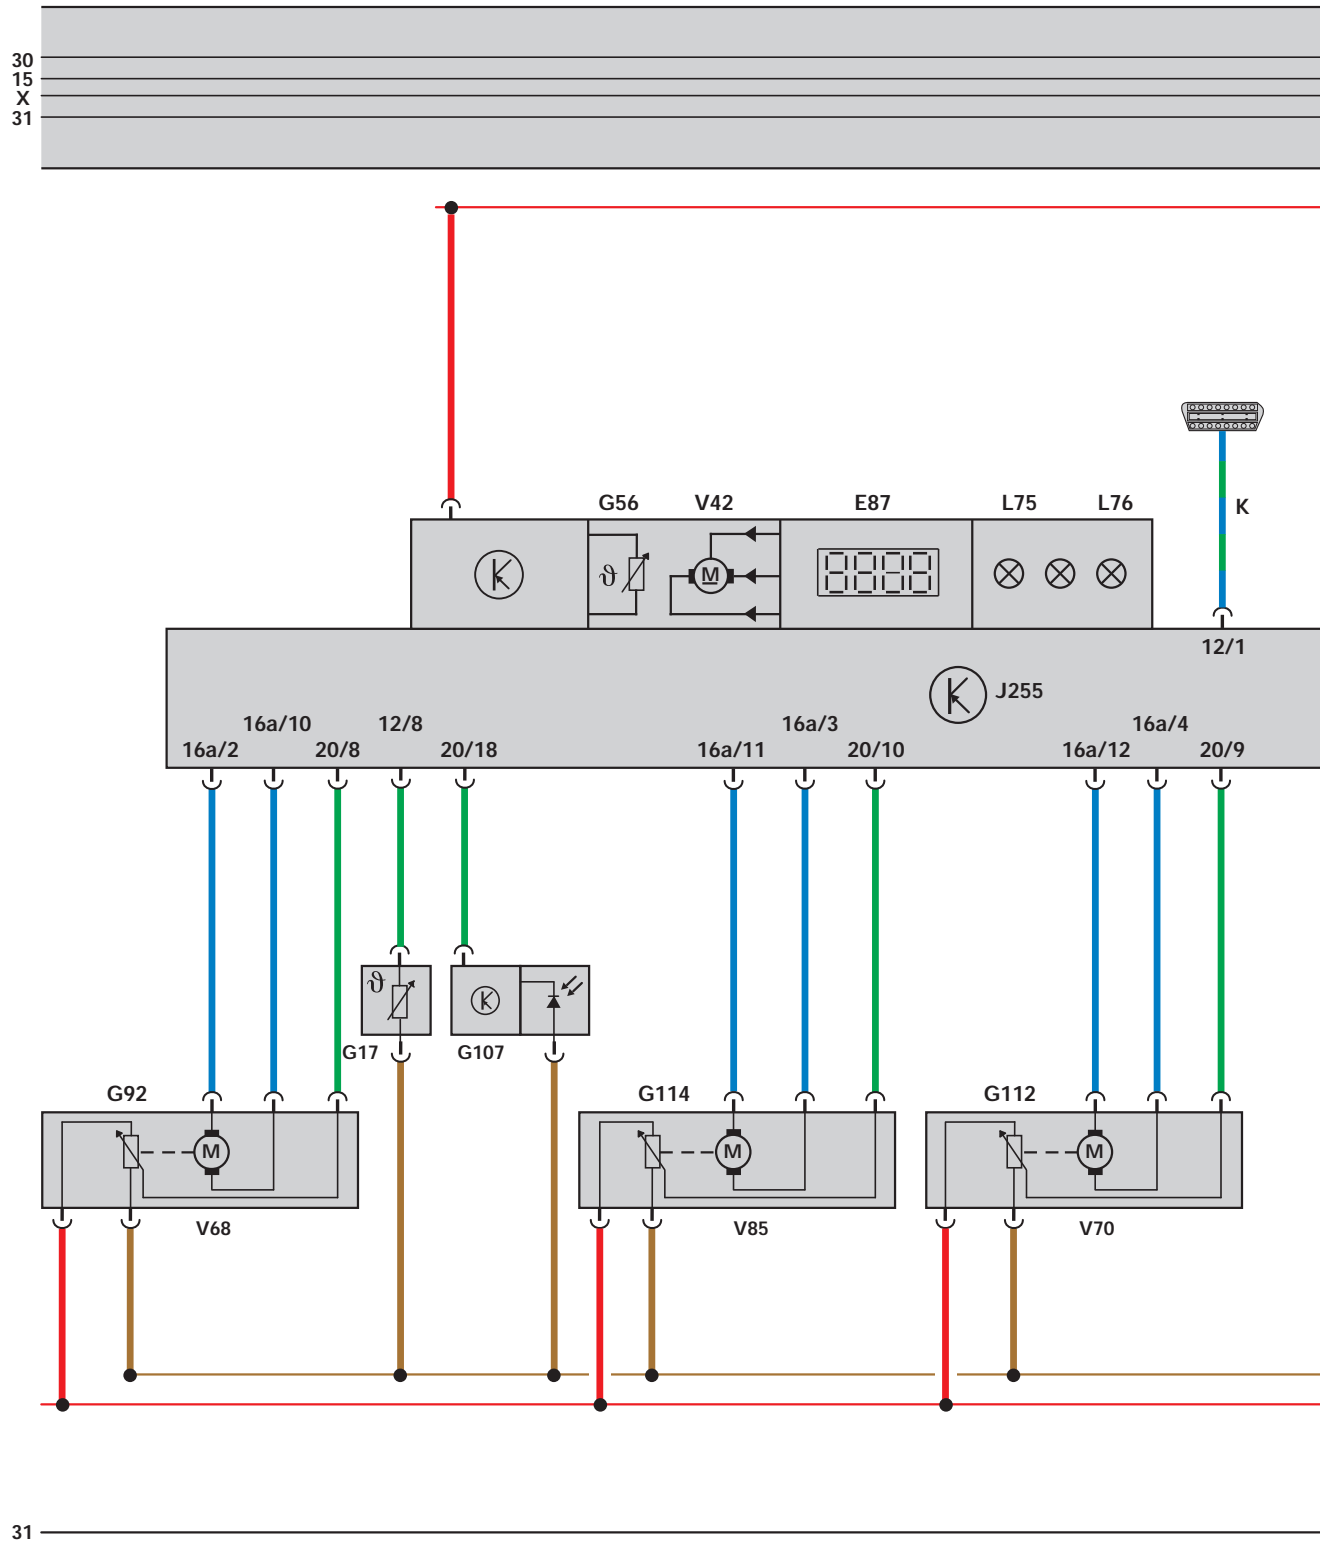 30
15
X
31
G56 V42 E87 L75 L76 K
12/1
J255
16a/10 12/8 16a/3 16a/4
16a/2 20/8 20/18 16a/11 20/10 16a/12 20/9
ϑ
ϑ
G17 G107
G92 G114 G112
M M M
V68 V85 V70
31
M